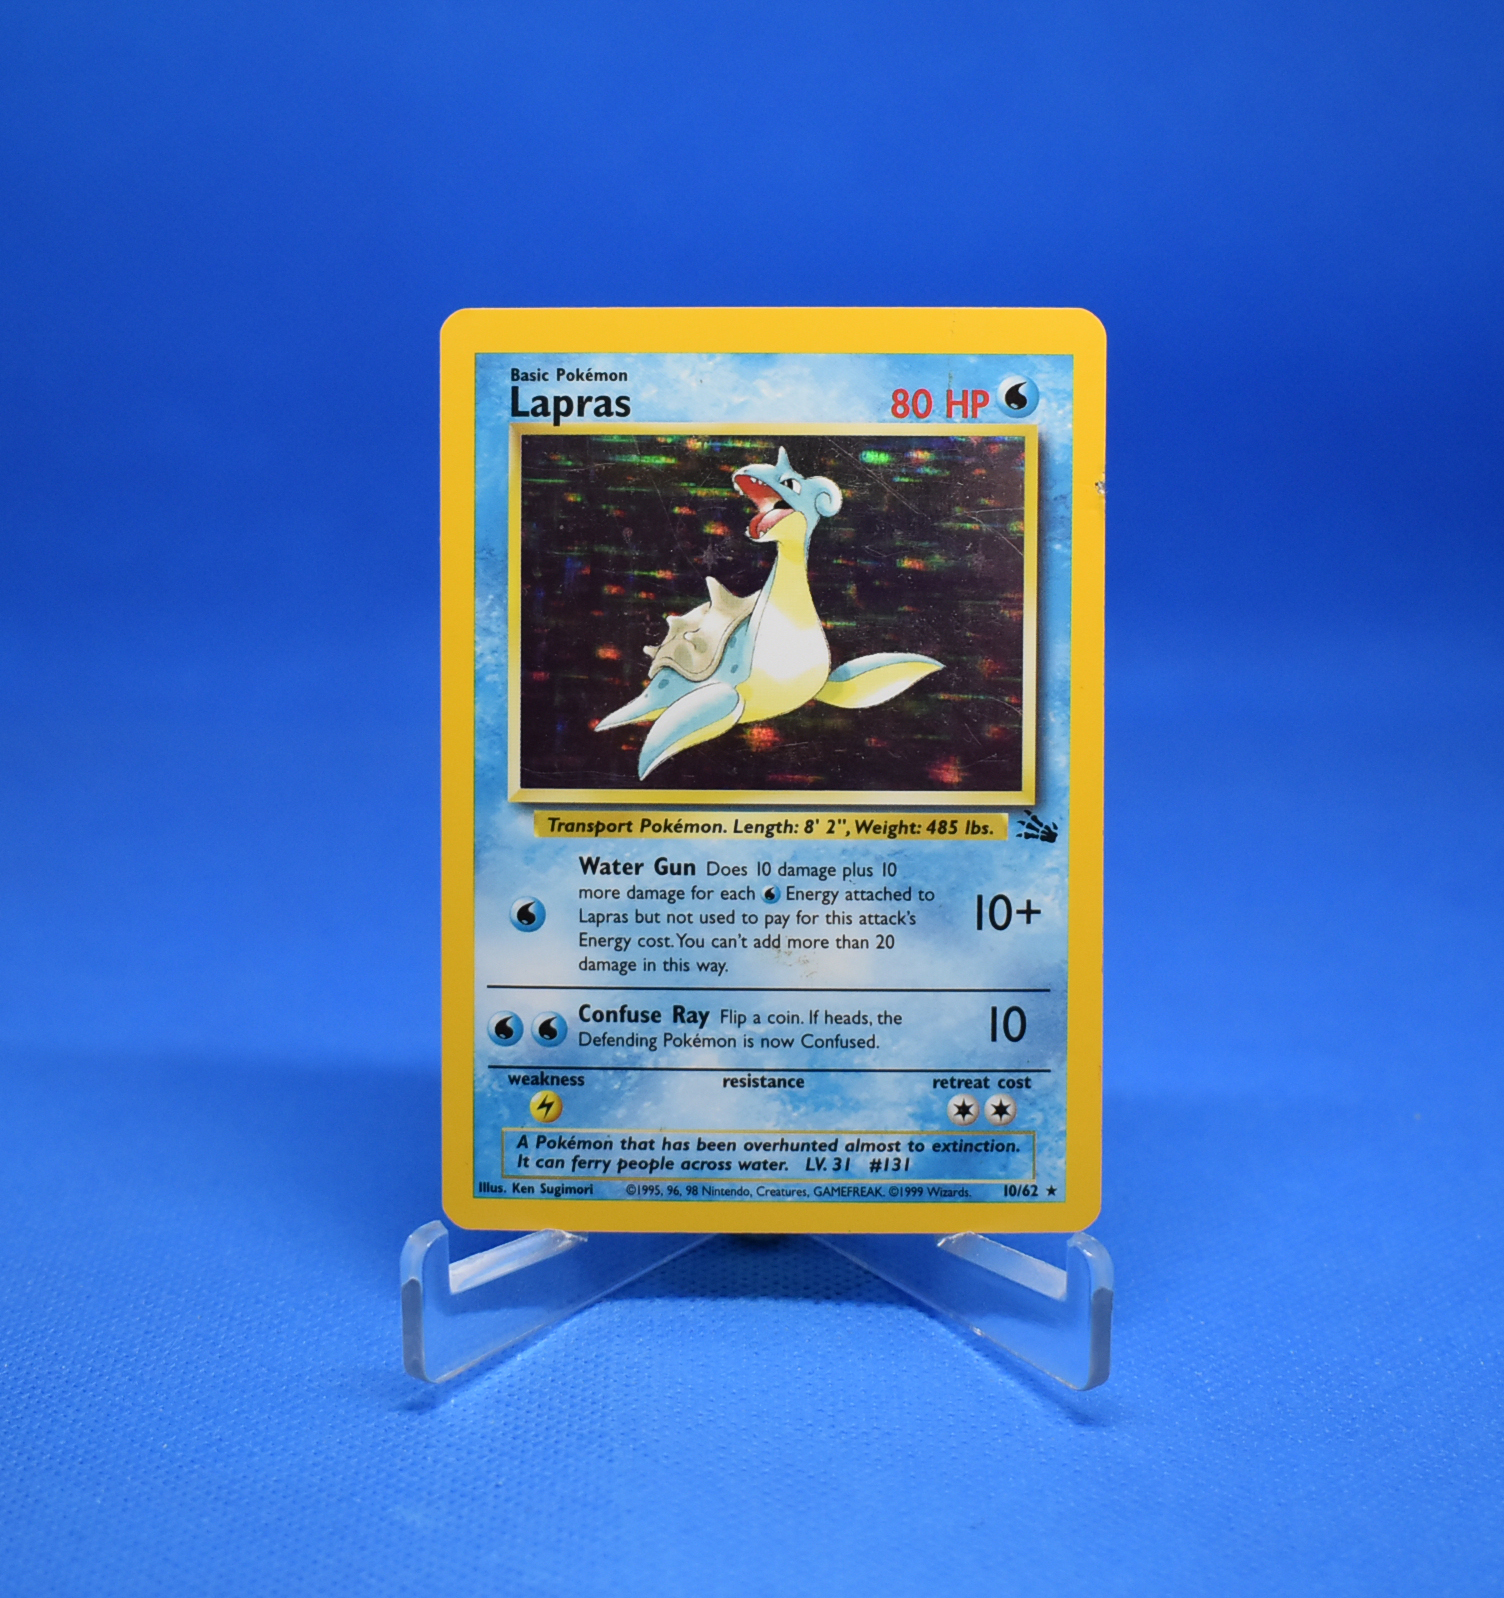 Basic Pokémon
Lapras
80 HP
Transport Pokémon. Length: 8' 2", Weight: 485 lbs.
Water Gun Does 10 damage plus 10
more damage for each Energy attached to
Lapras but not used to pay for this attack's
Energy cost. You can't add more than 20
damage in this way.
10+
Confuse Ray Flip a coin. If heads, the
Defending Pokémon is now Confused.
10
weakness resistance retreat cost
A Pokémon that has been overhunted almost to extinction.
It can ferry people across water. LV. 31 #131
Illus. Ken Sugimori ©1995, 96, 98 Nintendo, Creatures, GAMEFREAK. ©1999 Wizards. 10/62 ★